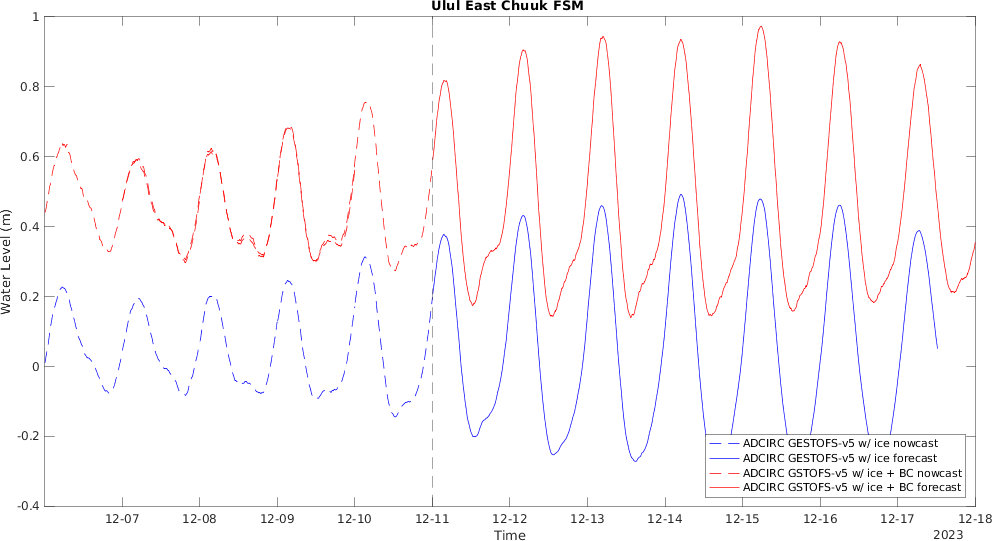 Ulul East Chuuk FSM
1
0.8
0.6
0.4
0.2
0
-0.2
-0.4
Water Level (m)
ADCIRC GESTOFS-v5 w/ ice nowcast
ADCIRC GESTOFS-v5 w/ ice forecast
ADCIRC GSTOFS-v5 w/ ice + BC nowcast
ADCIRC GSTOFS-v5 w/ ice + BC forecast
12-07 12-08 12-09 12-10 12-11 12-12 12-13 12-14 12-15 12-16 12-17 12-18
Time
2023